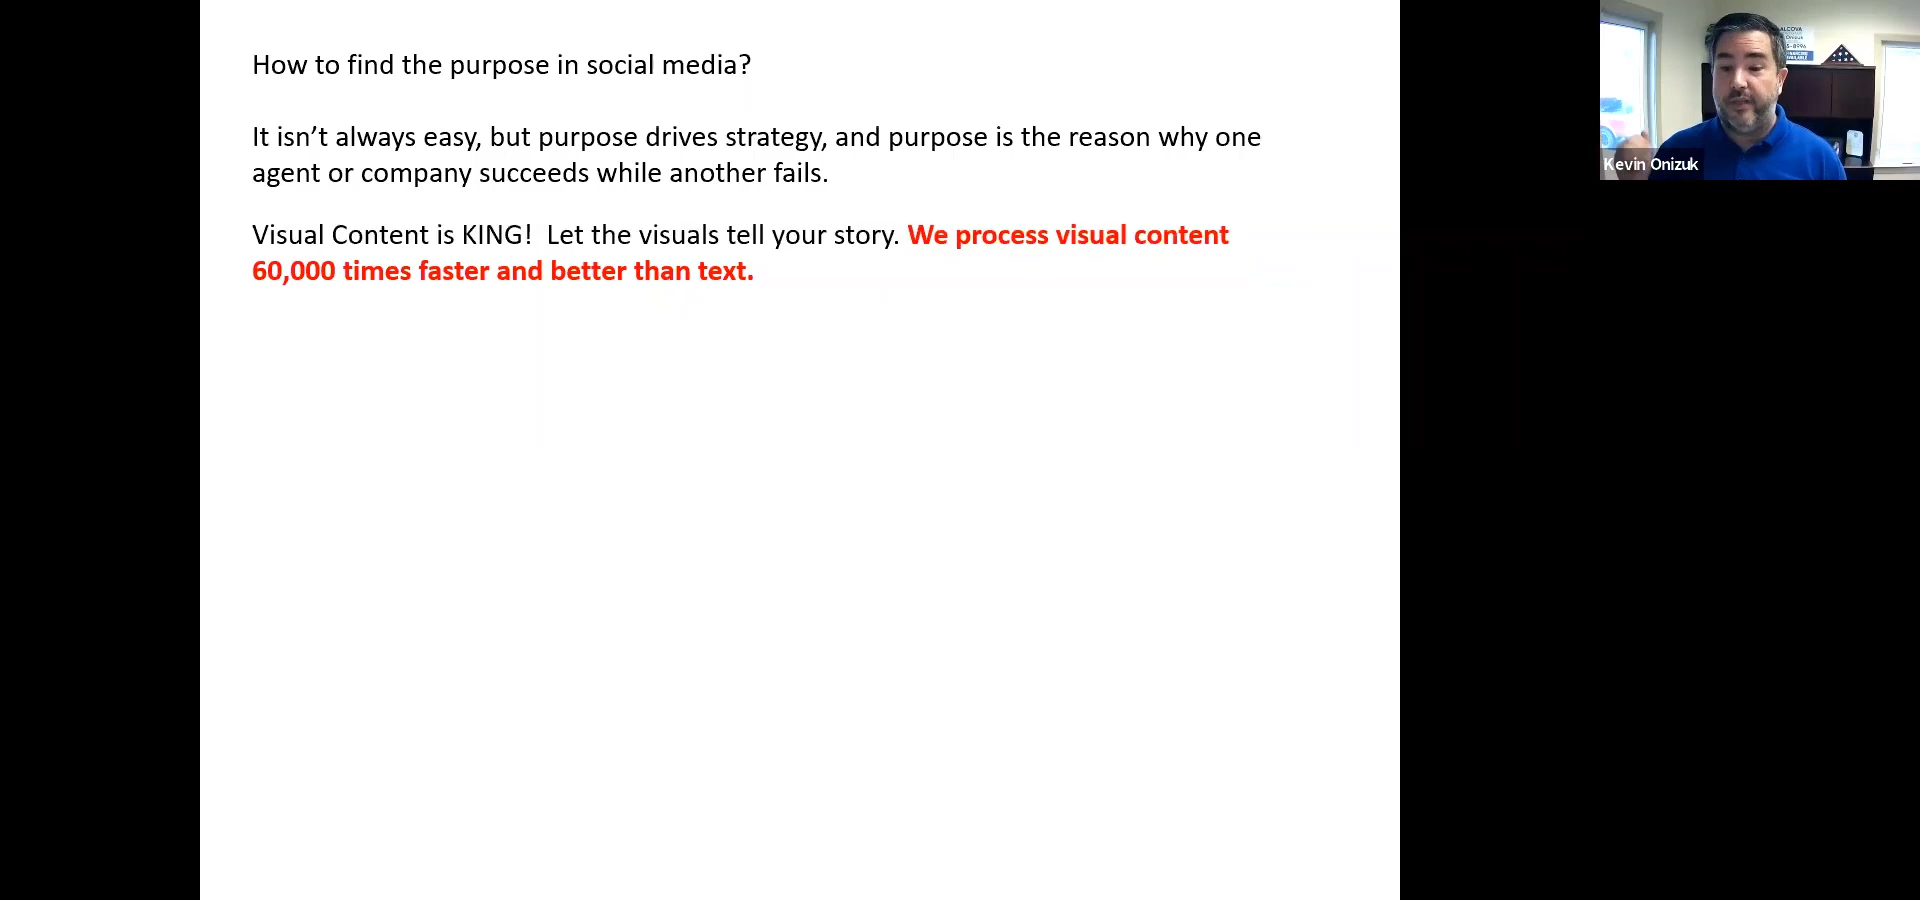 How to find the purpose in social media?
It isn’t always easy, but purpose drives strategy, and purpose is the reason why one
agent or company succeeds while another fails.
Visual Content is KING!  Let the visuals tell your story. We process visual content
60,000 times faster and better than text.
ALCOVA
Onizuk
Kevin Onizuk